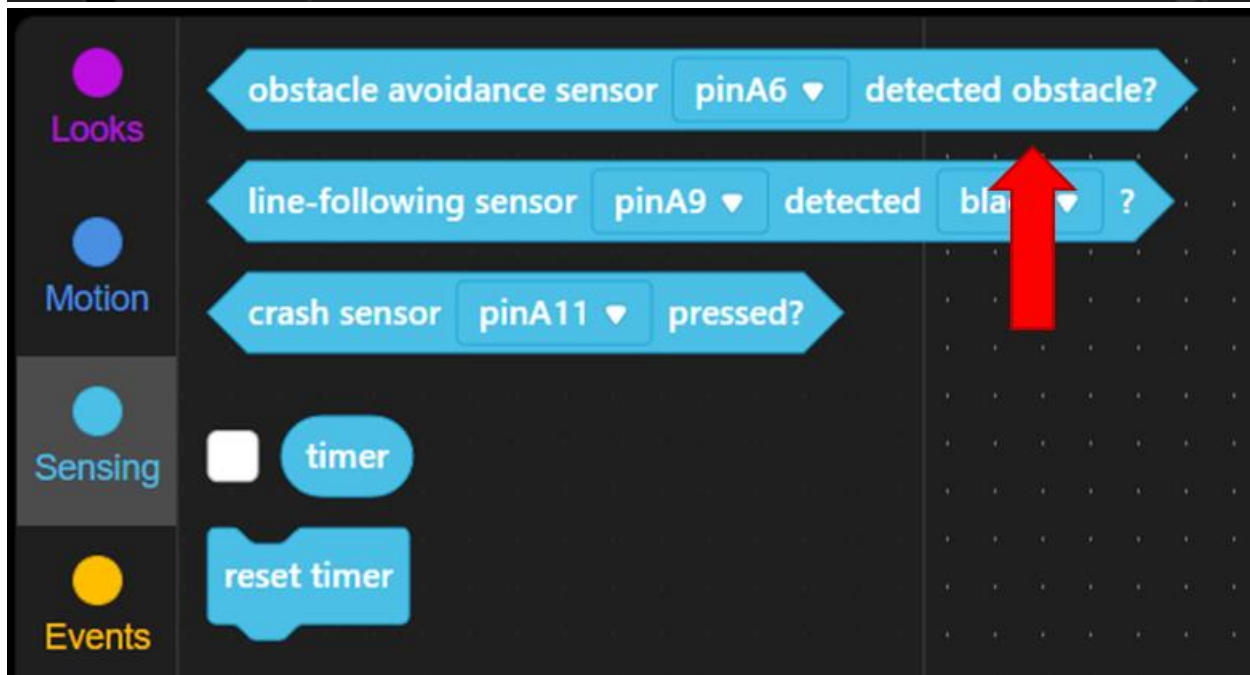 Looks
Motion
Sensing
Events
obstacle avoidance sensor pinA6 detected obstacle?
line-following sensor pinA9 detected ?
crash sensor pinA11 pressed?
timer
reset timer